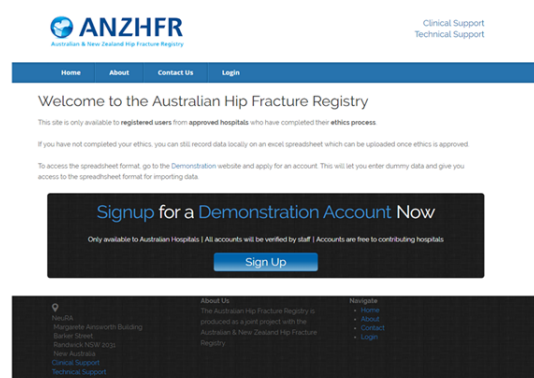 ANZHFR
Australian & New Zealand Hip Fracture Registry
Clinical Support
Technical Support
Home About Contact Us Login
Welcome to the Australian Hip Fracture Registry
This site is only available to registered users from approved hospitals who have completed their ethics process.
If you have not completed your ethics, you can still record data locally on an excel spreadsheet which can be uploaded once ethics is approved.
To access the spreadsheet format, go to the Demonstration website and apply for an account. This will let you enter dummy data and give you
access to the spreadhsheet format for importing data.
Signup for a Demonstration Account Now
Only available to Australian Hospitals | All accounts will be verified by staff | Accounts are free to contributing hospitals
Sign Up
NeuRA
Margarete Ainsworth Building
Barker Street
Randwick NSW 2031
New Australia
Clinical Support
Technical Support
About Us
The Australian Hip Fracture Registry is
produced as a joint project with the
Australian & New Zealand Hip Fracture
Registry
Navigate
Home
About
Contact
Login